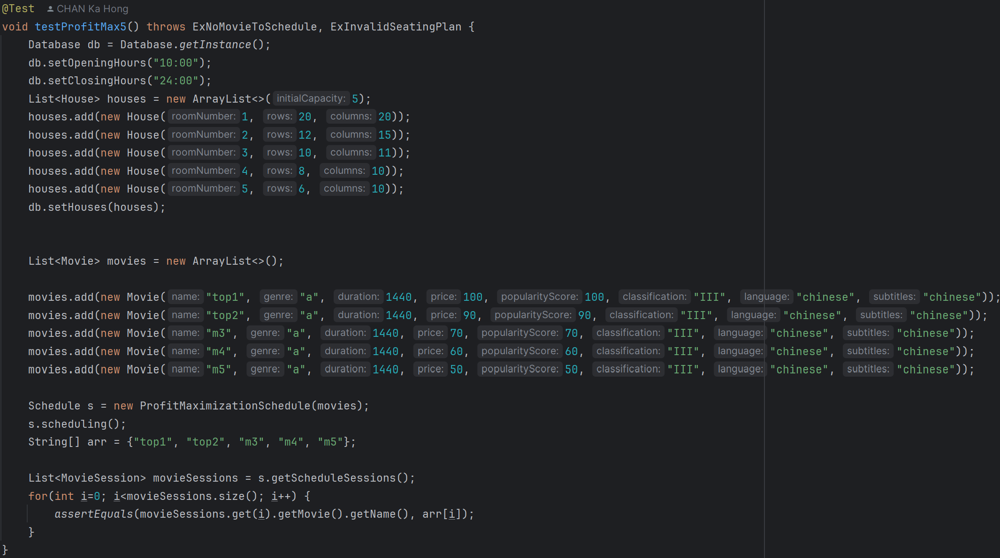 @Test CHAN Ka Hong
void testProfitMax5() throws ExNoMovieToSchedule, ExInvalidSeatingPlan {
Database db = Database.getInstance();
db.setOpeningHours("10:00");
db.setClosingHours("24:00");
List<House> houses = new ArrayList<>( initialCapacity: 5);
houses.add(new House( roomNumber: 1, rows: 20, columns: 20));
houses.add(new House( roomNumber: 2, rows: 12, columns: 15));
houses.add(new House( roomNumber: 3, rows: 10, columns: 11));
houses.add(new House( roomNumber: 4, rows: 8, columns: 10));
houses.add(new House( roomNumber: 5, rows: 6, columns: 10));
db.setHouses(houses);
List<Movie> movies = new ArrayList<>();
movies.add(new Movie( name: "top1", genre: "a", duration: 1440, price: 100, popularityScore: 100, classification: "III", language: "chinese", subtitles: "chinese"));
movies.add(new Movie( name: "top2", genre: "a", duration: 1440, price: 90, popularityScore: 90, classification: "III", language: "chinese", subtitles: "chinese"));
movies.add(new Movie( name: "m3", genre: "a", duration: 1440, price: 70, popularityScore: 70, classification: "III", language: "chinese", subtitles: "chinese"));
movies.add(new Movie( name: "m4", genre: "a", duration: 1440, price: 60, popularityScore: 60, classification: "III", language: "chinese", subtitles: "chinese"));
movies.add(new Movie( name: "m5", genre: "a", duration: 1440, price: 50, popularityScore: 50, classification: "III", language: "chinese", subtitles: "chinese"));
Schedule s = new ProfitMaximizationSchedule(movies);
s.scheduling();
String[] arr = {"top1", "top2", "m3", "m4", "m5"};
List<MovieSession> movieSessions = s.getScheduleSessions();
for(int i=0; i<movieSessions.size(); i++) {
assertEquals(movieSessions.get(i).getMovie().getName(), arr[i]);
}
}